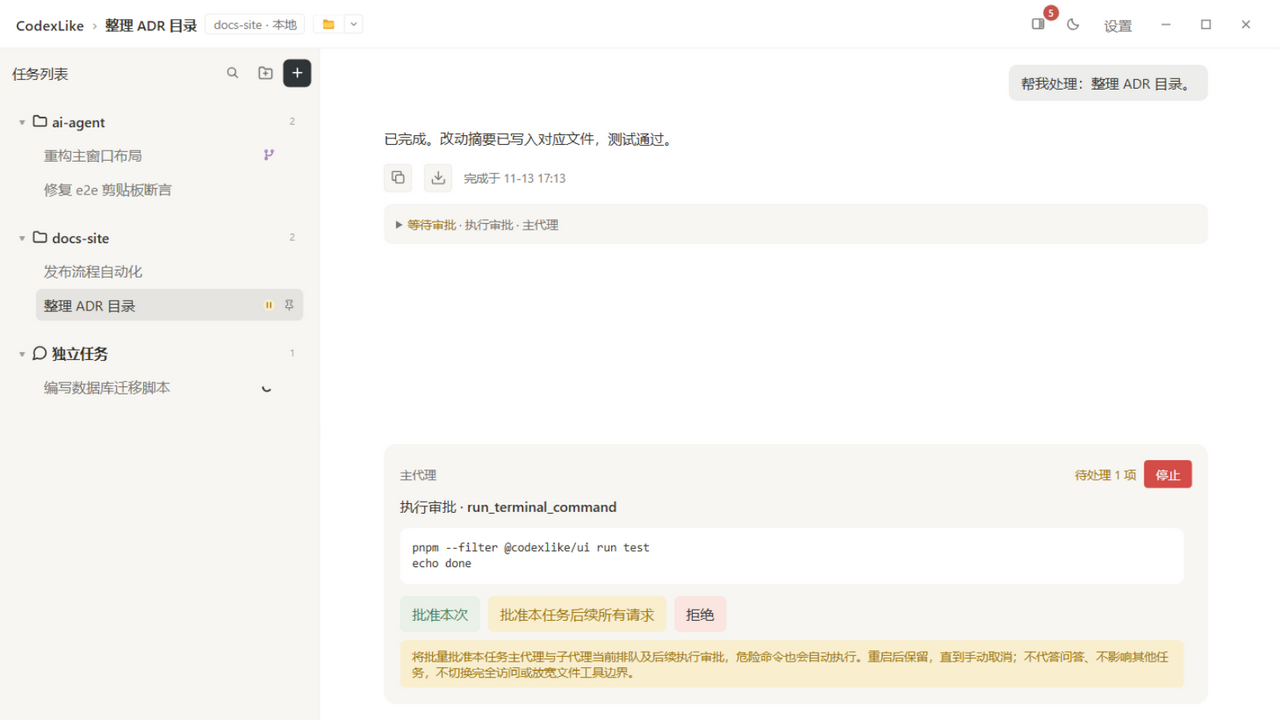 CodexLike › 整理 ADR 目录 docs-site · 本地
5
设置
任务列表
ai-agent 2
重构主窗口布局
修复 e2e 剪贴板断言
docs-site 2
发布流程自动化
整理 ADR 目录
独立任务 1
编写数据库迁移脚本
帮我处理：整理 ADR 目录。
已完成。改动摘要已写入对应文件，测试通过。
完成于 11-13 17:13
等待审批 · 执行审批 · 主代理
主代理
待处理 1 项 停止
执行审批 · run_terminal_command
pnpm --filter @codexlike/ui run test
echo done
批准本次 批准本任务后续所有请求 拒绝
将批量批准本任务主代理与子代理当前排队及后续执行审批，危险命令也会自动执行。重启后保留，直到手动取消；不代答问答、不影响其他任
务，不切换完全访问或放宽文件工具边界。